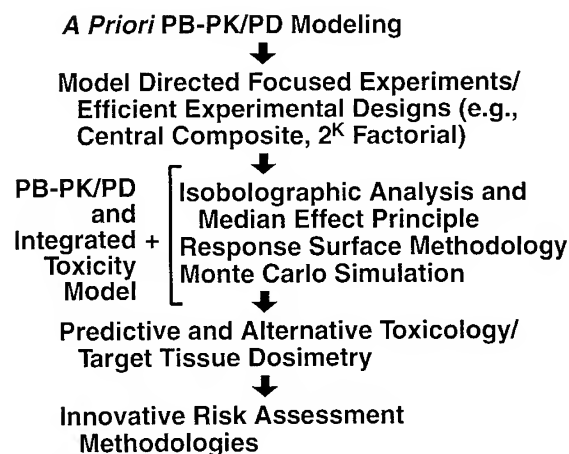 A Priori PB-PK/PD Modeling
Model Directed Focused Experiments/
Efficient Experimental Designs (e.g.,
Central Composite, 2^K Factorial)
PB-PK/PD
and
Integrated +
Toxicity
Model
Isobolographic Analysis and
Median Effect Principle
Response Surface Methodology
Monte Carlo Simulation
Predictive and Alternative Toxicology/
Target Tissue Dosimetry
Innovative Risk Assessment
Methodologies